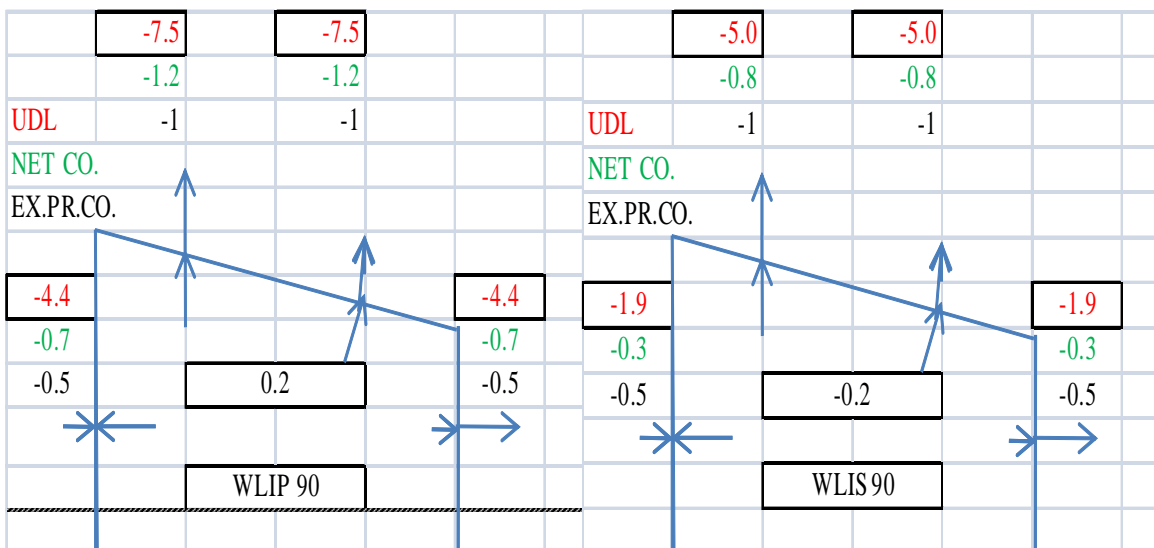 -7.5 -7.5
-1.2 -1.2
UDL -1 -1
NET CO.
EX.PR.CO.
-4.4 -4.4
-0.7 -0.7
-0.5 0.2 -0.5
WLIP 90
-5.0 -5.0
-0.8 -0.8
UDL -1 -1
NET CO.
EX.PR.CO.
-1.9 -1.9
-0.3 -0.3
-0.5 -0.2 -0.5
WLIS 90